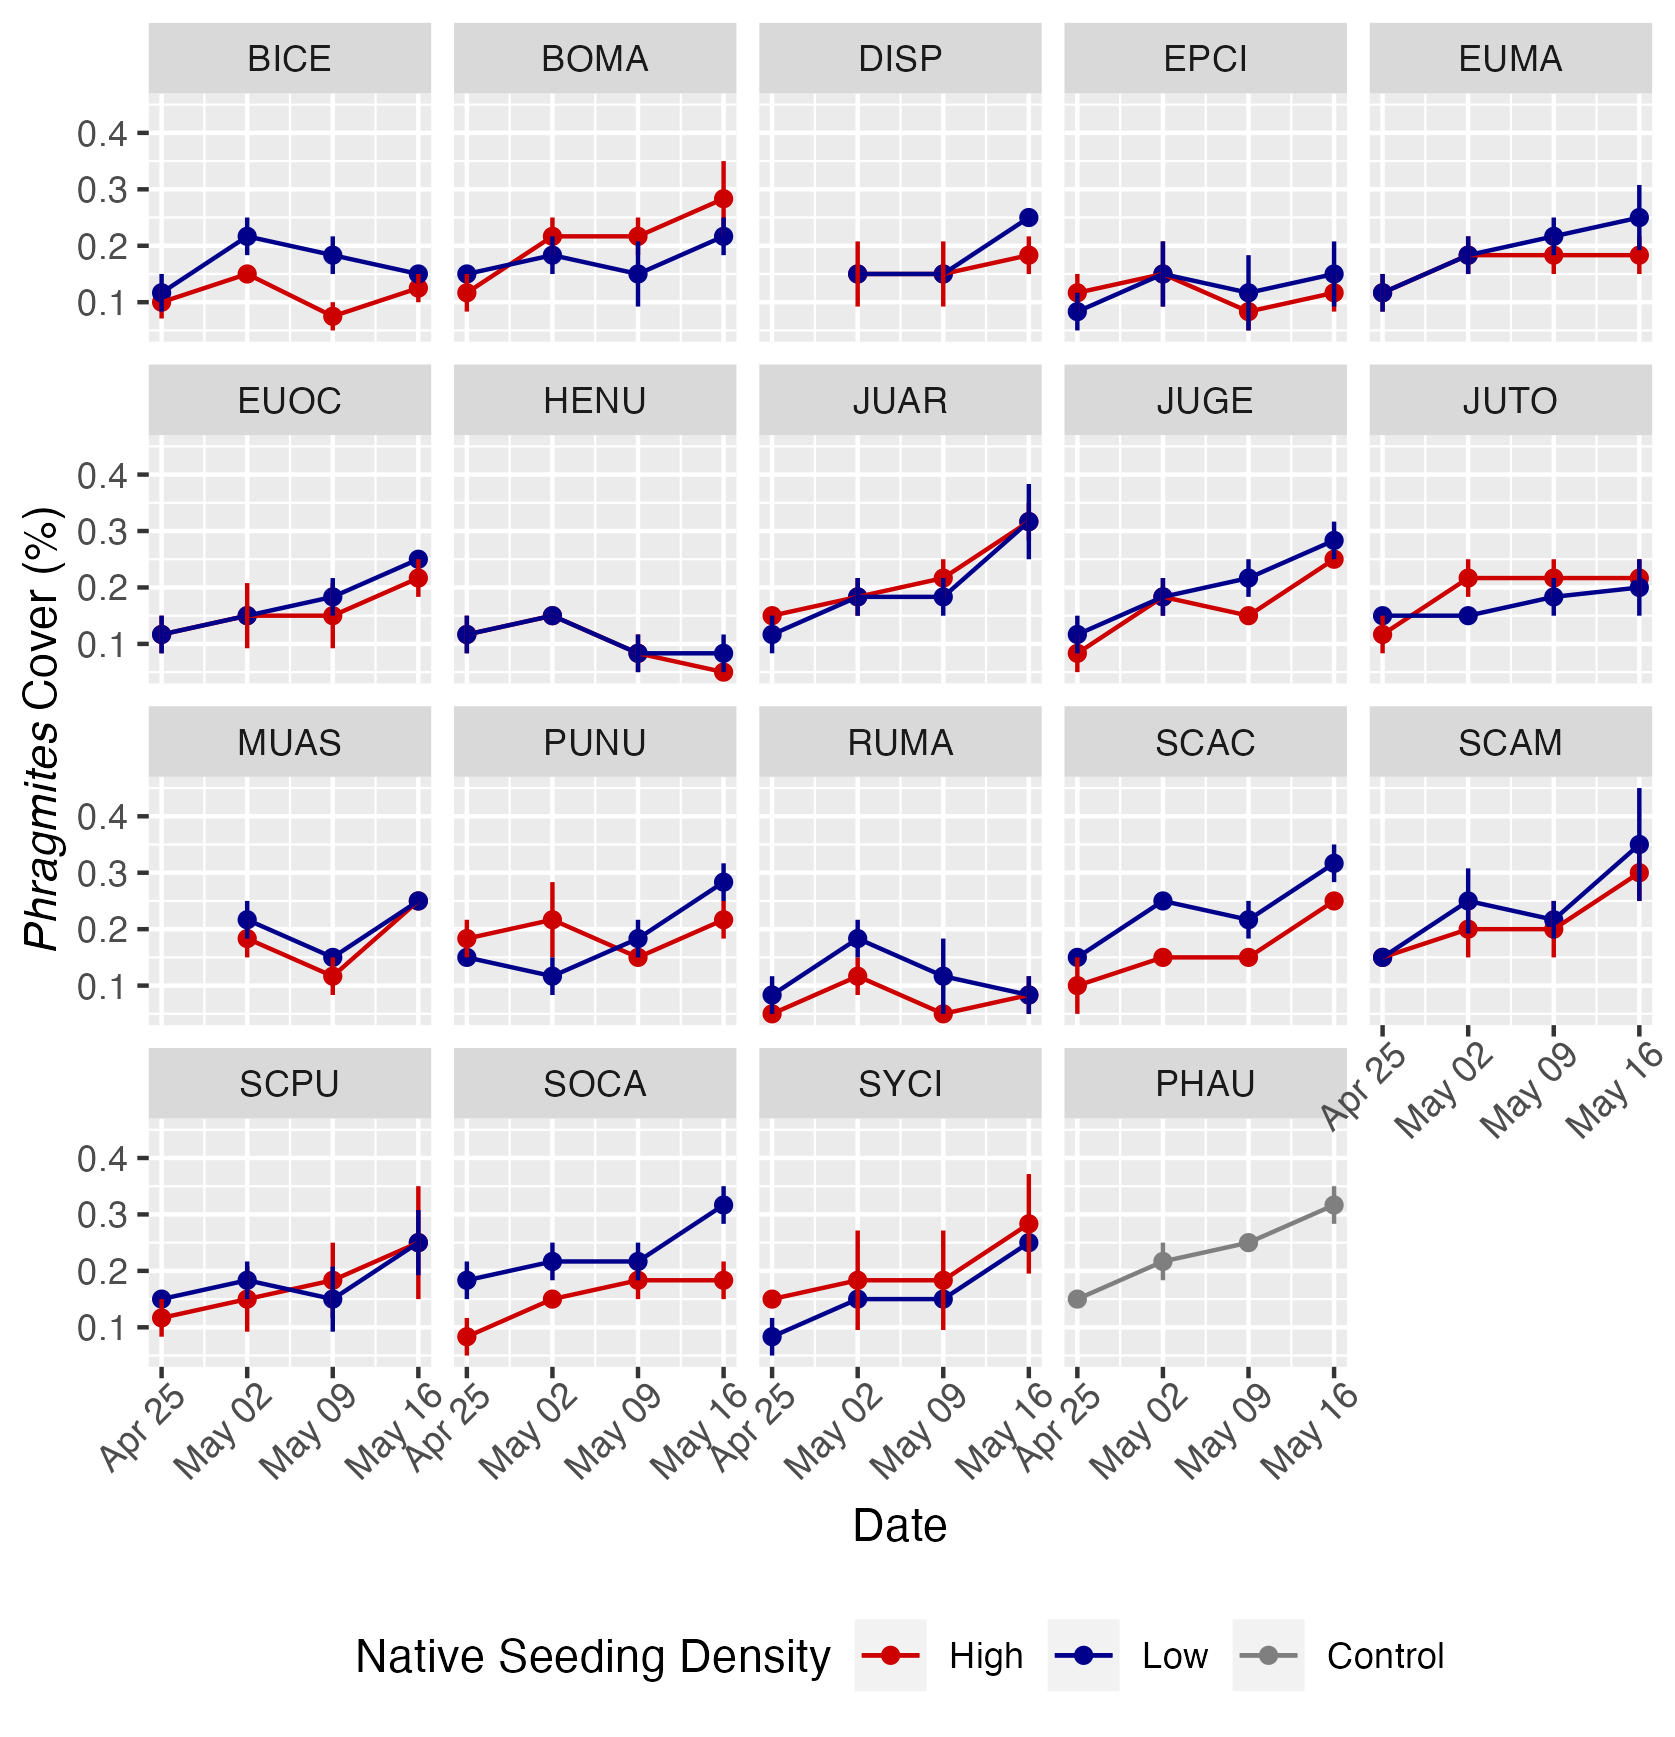 BICE BOMA DISP EPCI EUMA
0.4
0.3
0.2
0.1
EUOC HENU JUAR JUGE JUTO
0.4
0.3
0.2
0.1
Phragmites Cover (%)
MUAS PUNU RUMA SCAC SCAM
0.4
0.3
0.2
0.1
Apr 25 May 02 May 09 May 16
SCPU SOCA SYCI PHAU
0.4
0.3
0.2
0.1
Apr 25 May 02 May 09 May 16 Apr 25 May 02 May 09 May 16 Apr 25 May 02 May 09 May 16 Apr 25 May 02 May 09 May 16
Date
Native Seeding Density High Low Control